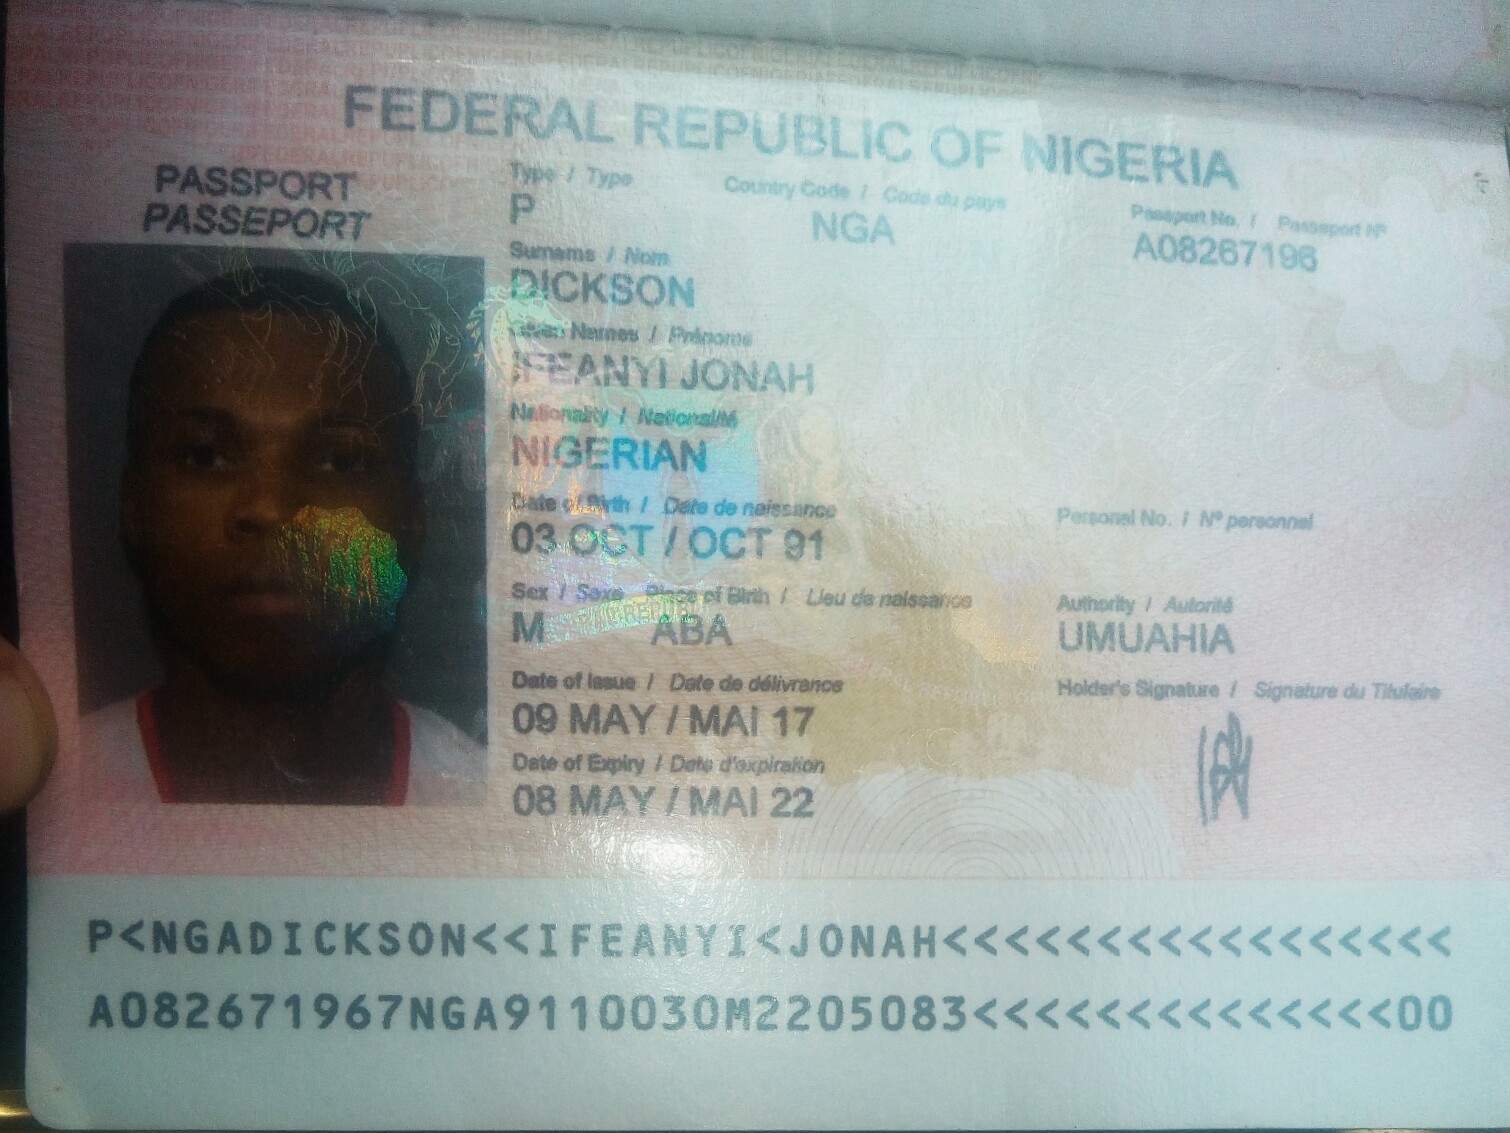 FEDERAL REPUBLIC OF NIGERIA
PASSPORT
PASSEPORT
Type / Type
Country Code / Code du pays
Passport No. / Passeport Nº
P
NGA
A08267196
Surname / Nom
DICKSON
Given Names / Prénoms
IFEANYI JONAH
Nationality / Nationalité
NIGERIAN
Date of Birth / Date de naissance
Personal No. / Nº personnel
03 OCT / OCT 91
Sex / Sexe Place of Birth / Lieu de naissance
Authority / Autorité
M ABA
UMUAHIA
Date of Issue / Date de délivrance
Holder's Signature / Signature du Titulaire
09 MAY / MAI 17
Date of Expiry / Date d'expiration
08 MAY / MAI 22
P<NGADICKSON<<IFEANYI<JONAH<<<<<<<<<<<<<<<<<
A082671967NGA9110030M2205083<<<<<<<<<<<<<<00